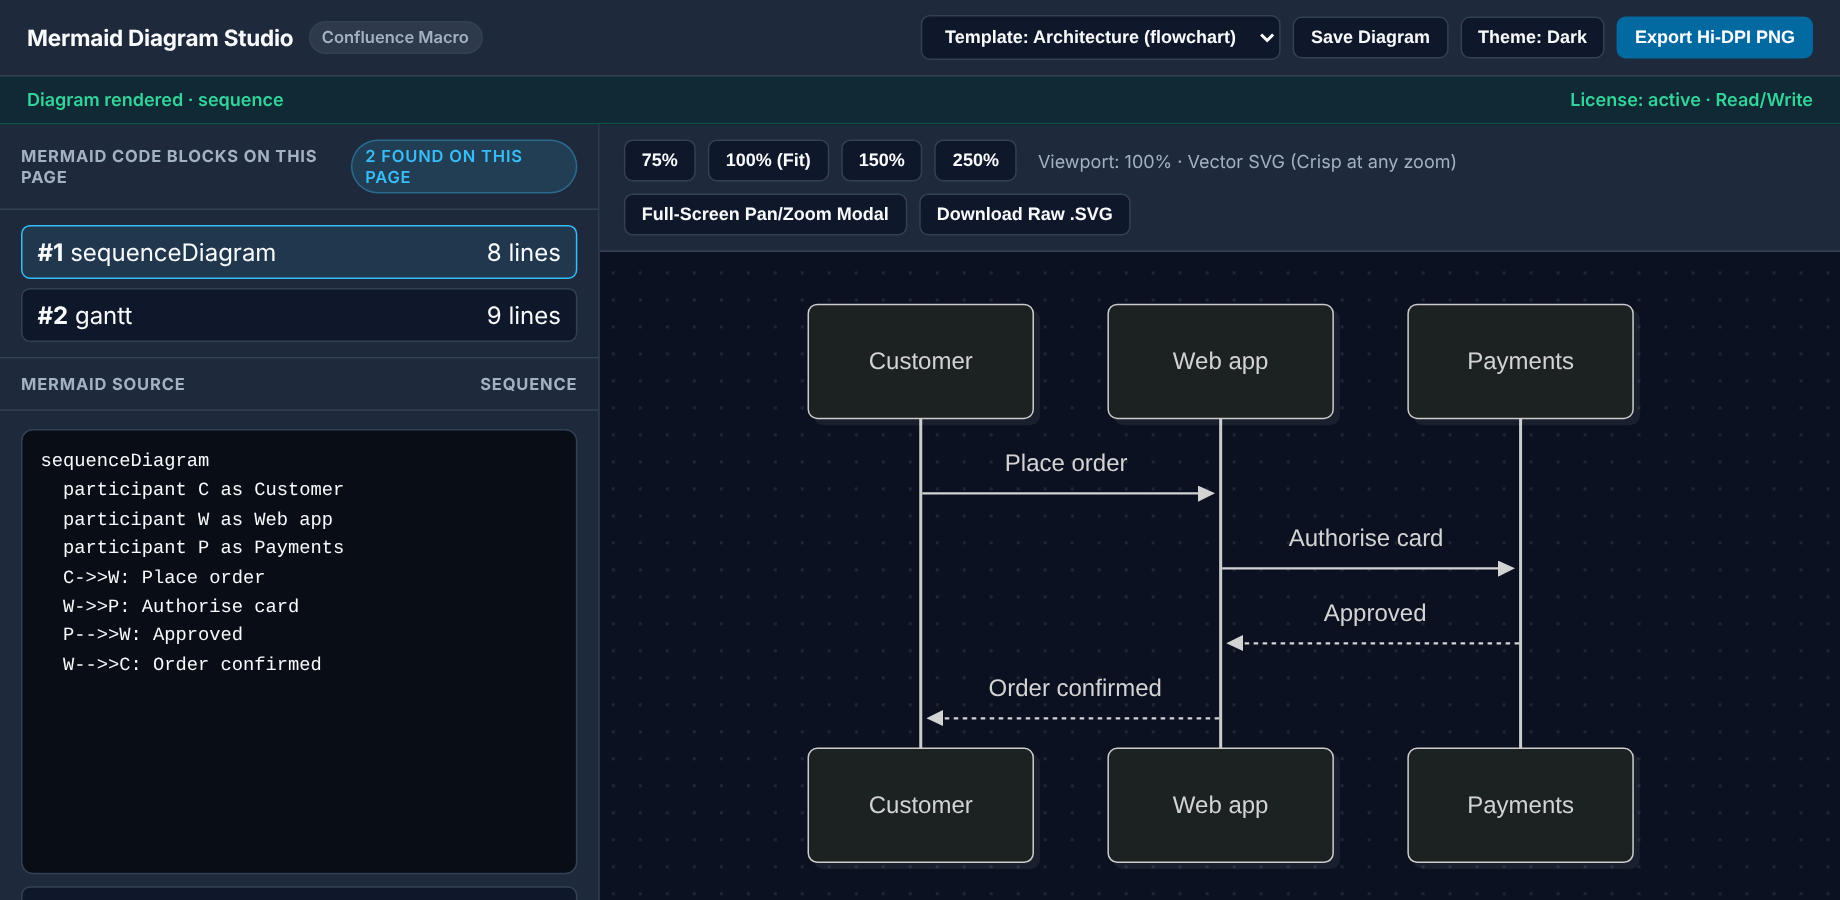 Mermaid Diagram Studio
Confluence Macro
Template: Architecture (flowchart)
Save Diagram
Theme: Dark
Export Hi-DPI PNG
Diagram rendered · sequence
License: active · Read/Write
MERMAID CODE BLOCKS ON THIS
PAGE
2 FOUND ON THIS
PAGE
#1 sequenceDiagram
8 lines
#2 gantt
9 lines
MERMAID SOURCE
SEQUENCE
sequenceDiagram
  participant C as Customer
  participant W as Web app
  participant P as Payments
  C->>W: Place order
  W->>P: Authorise card
  P-->>W: Approved
  W-->>C: Order confirmed
75%
100% (Fit)
150%
250%
Viewport: 100% · Vector SVG (Crisp at any zoom)
Full-Screen Pan/Zoom Modal
Download Raw .SVG
Customer
Web app
Payments
Place order
Authorise card
Approved
Order confirmed
Customer
Web app
Payments